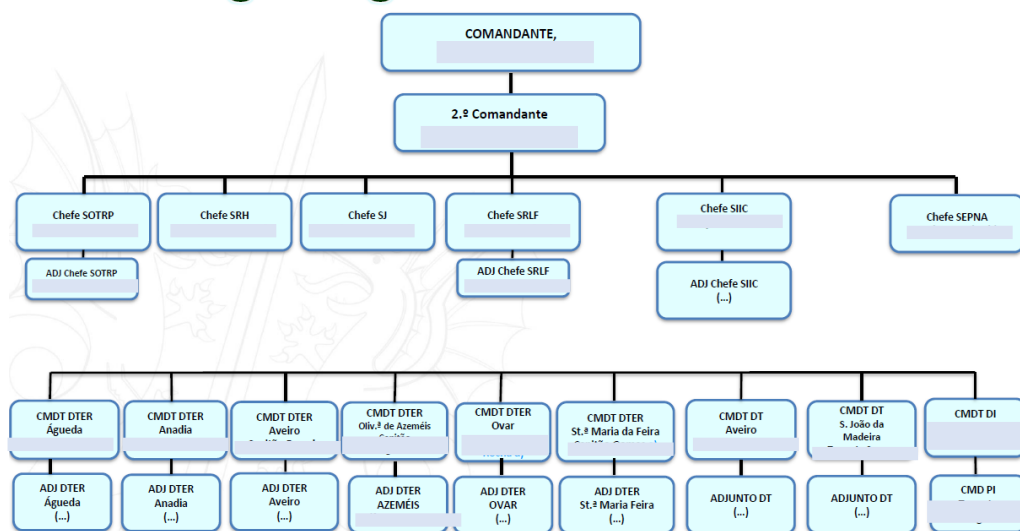 COMANDANTE,
2.º Comandante
Chefe SOTRP
Chefe SRH
Chefe SJ
Chefe SRLF
Chefe SIIC
Chefe SEPNA
ADJ Chefe SOTRP
ADJ Chefe SRLF
ADJ Chefe SIIC
(...)
CMDT DTER
Águeda
CMDT DTER
Anadia
CMDT DTER
Aveiro
CMDT DTER
Oliv.ª de Azeméis
CMDT DTER
Ovar
CMDT DTER
St.ª Maria da Feira
CMDT DT
Aveiro
CMDT DT
S. João da
Madeira
CMDT DI
ADJ DTER
Águeda
(...)
ADJ DTER
Anadia
(...)
ADJ DTER
Aveiro
(...)
ADJ DTER
AZEMÉIS
ADJ DTER
OVAR
(...)
ADJ DTER
St.ª Maria Feira
(...)
ADJUNTO DT
(...)
ADJUNTO DT
(...)
CMD PI